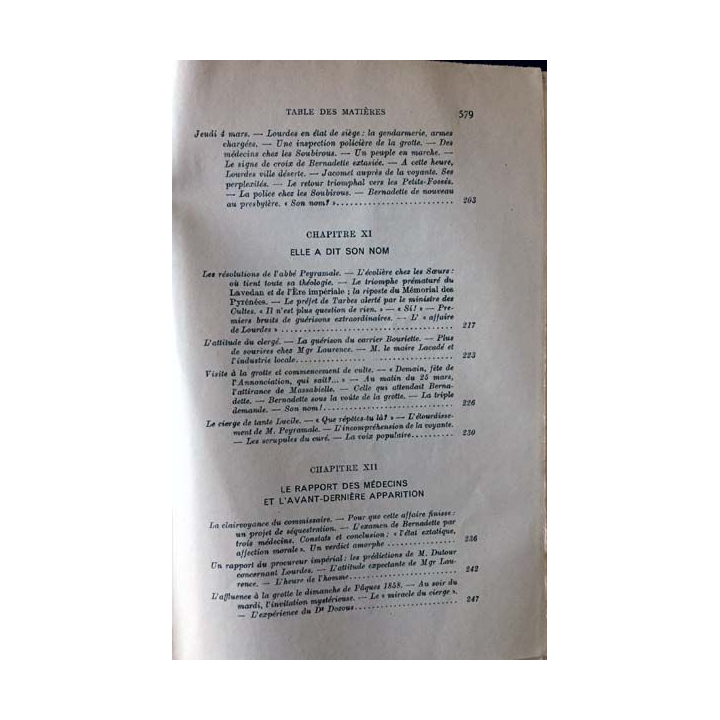 TABLE DES MATIÈRES 579
Jeudi 4 mars. — Lourdes en état de siège : la gendarmerie, armes
chargées. — Une inspection policière de la grotte. — Des
médecins chez les Soubirous. — Un peuple en marche. —
Le signe de croix de Bernadette extasiée. — A cette heure,
Lourdes ville déserte. — Jacomet auprès de la voyante. Ses
perplexités. — Le retour triomphal vers les Petits-Fossés.
— La police chez les Soubirous. — Bernadette de nouveau
au presbytère. « Son nom? » 203
CHAPITRE XI
ELLE A DIT SON NOM
Les résolutions de l'abbé Peyramale. — L'écolière chez les Sœurs :
où tient toute sa théologie. — Le triomphe prématuré du
Lavedan et de l'Ère impériale ; la riposte du Mémorial des
Pyrénées. — Le préfet de Tarbes alerté par le ministre des
Cultes. « Il n'est plus question de rien. » — « Si! » — Pre-
miers bruits de guérisons extraordinaires. — L' « affaire
de Lourdes » 217
L'attitude du clergé. — La guérison du carrier Bouriette. — Plus
de sourires chez Mgr Laurence. — M. le maire Lacadé et
l'industrie locale 223
Visite à la grotte et commencement de culte. — « Demain, fête de
l'Annonciation, qui sait?... » — Au matin du 25 mars,
l'attirance de Massabielle. — Celle qui attendait Berna-
dette. — Bernadette sous la voûte de la grotte. — La triple
demande. — Son nom! 226
Le cierge de tante Lucile. — « Que répètes-tu là? » — L'étourdisse-
ment de M. Peyramale. — L'incompréhension de la voyante.
— Les scrupules du curé. — La voix populaire 230
CHAPITRE XII
LE RAPPORT DES MÉDECINS
ET L'AVANT-DERNIÈRE APPARITION
La clairvoyance du commissaire. — Pour que cette affaire finisse :
un projet de séquestration. — L'examen de Bernadette par
trois médecins. Constats et conclusion ; « l'état extatique,
affection morale ». Un verdict amorphe 236
Un rapport du procureur impérial : les prédictions de M. Dutour
concernant Lourdes. — L'attitude expectante de Mgr Lau-
rence. — L'heure de l'homme 242
L'affluence à la grotte le dimanche de Pâques 1858. — Au soir du
mardi, l'invitation mystérieuse. — Le « miracle du cierge ».
— L'expérience du Dr Dozous 247